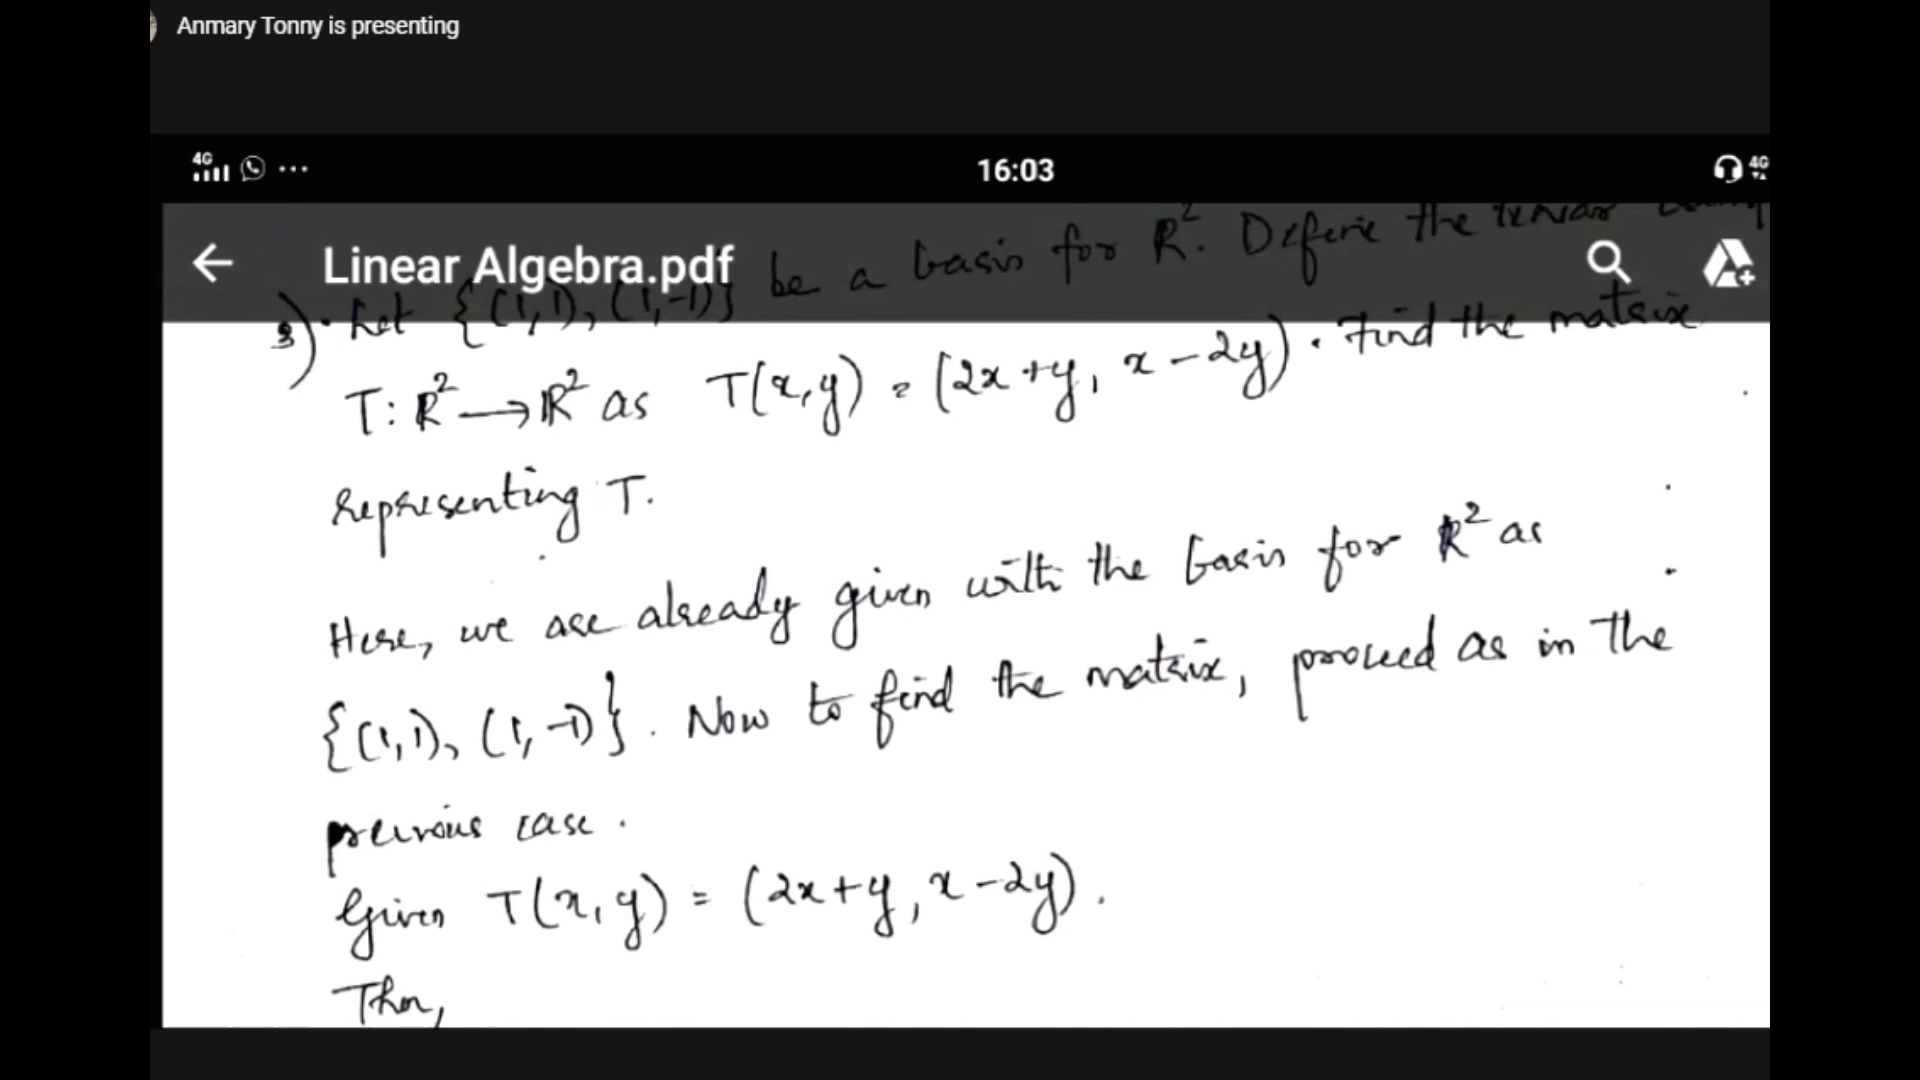 Anmary Tonny is presenting
4G 16:03 4G
Linear Algebra.pdf
3). Let {(1,1), (1,-1)} be a basis for R². Define the linear
T: R² → R² as T(x,y) = (2x+y, x-2y). Find the matrix
representing T.
Here, we are already given with the basis for R² as
{(1,1), (1,-1)}. Now to find the matrix, proceed as in the
previous case.
Given T(x,y) = (2x+y, x-2y).
Then,